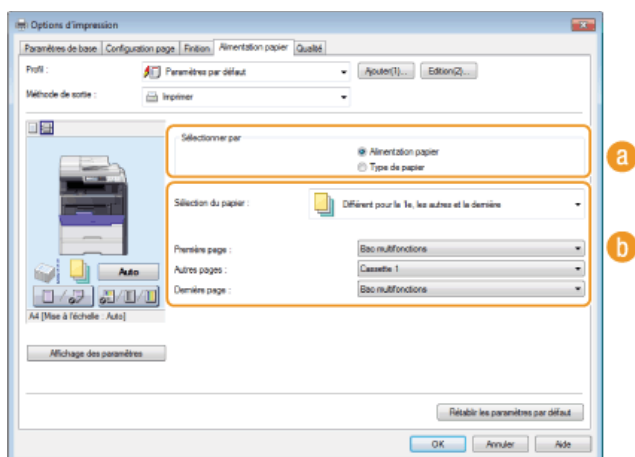 Options d'impression
Paramètres de base Configuration page Finition Alimentation papier Qualité
Profil : Paramètres par défaut Ajouter(1)... Edition(2)...
Méthode de sortie : Imprimer
Sélectionner par
Alimentation papier
Type de papier
a
Sélection du papier : Différent pour la 1e, les autres et la dernière
Première page : Bac multifonctions
b
Autres pages : Cassette 1
Dernière page : Bac multifonctions
Auto
A4 [Mise à l'échelle : Auto]
Affichage des paramètres
Rétablir les paramètres par défaut
OK Annuler Aide